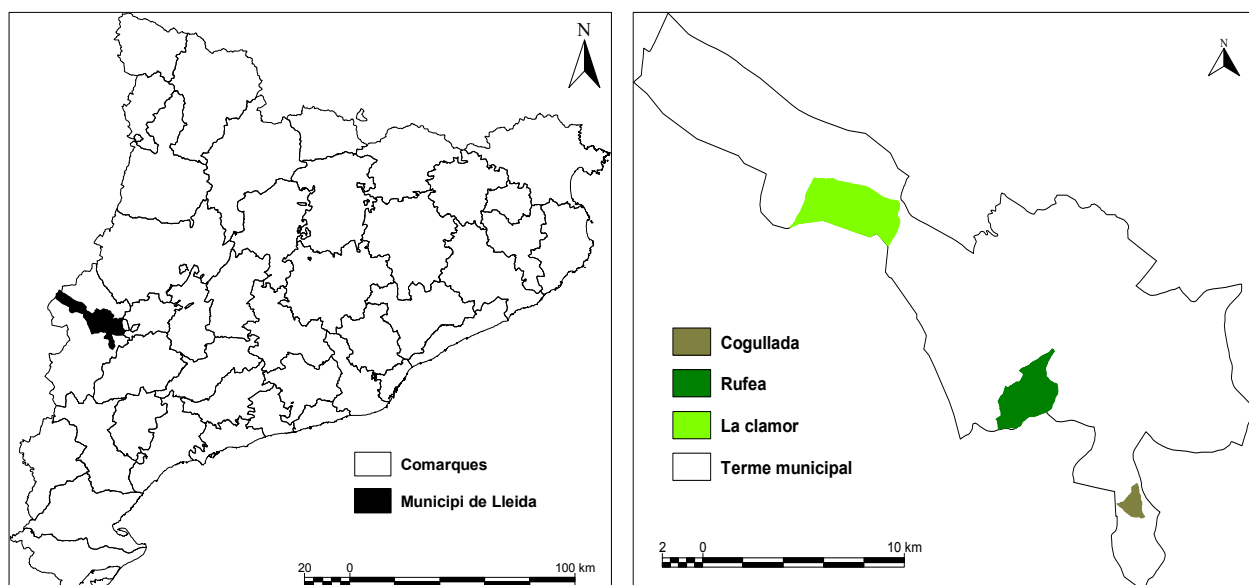 N
Comarques
Municipi de Lleida
20 0 100 km
N
Cogullada
Rufea
La clamor
Terme municipal
2 0 10 km